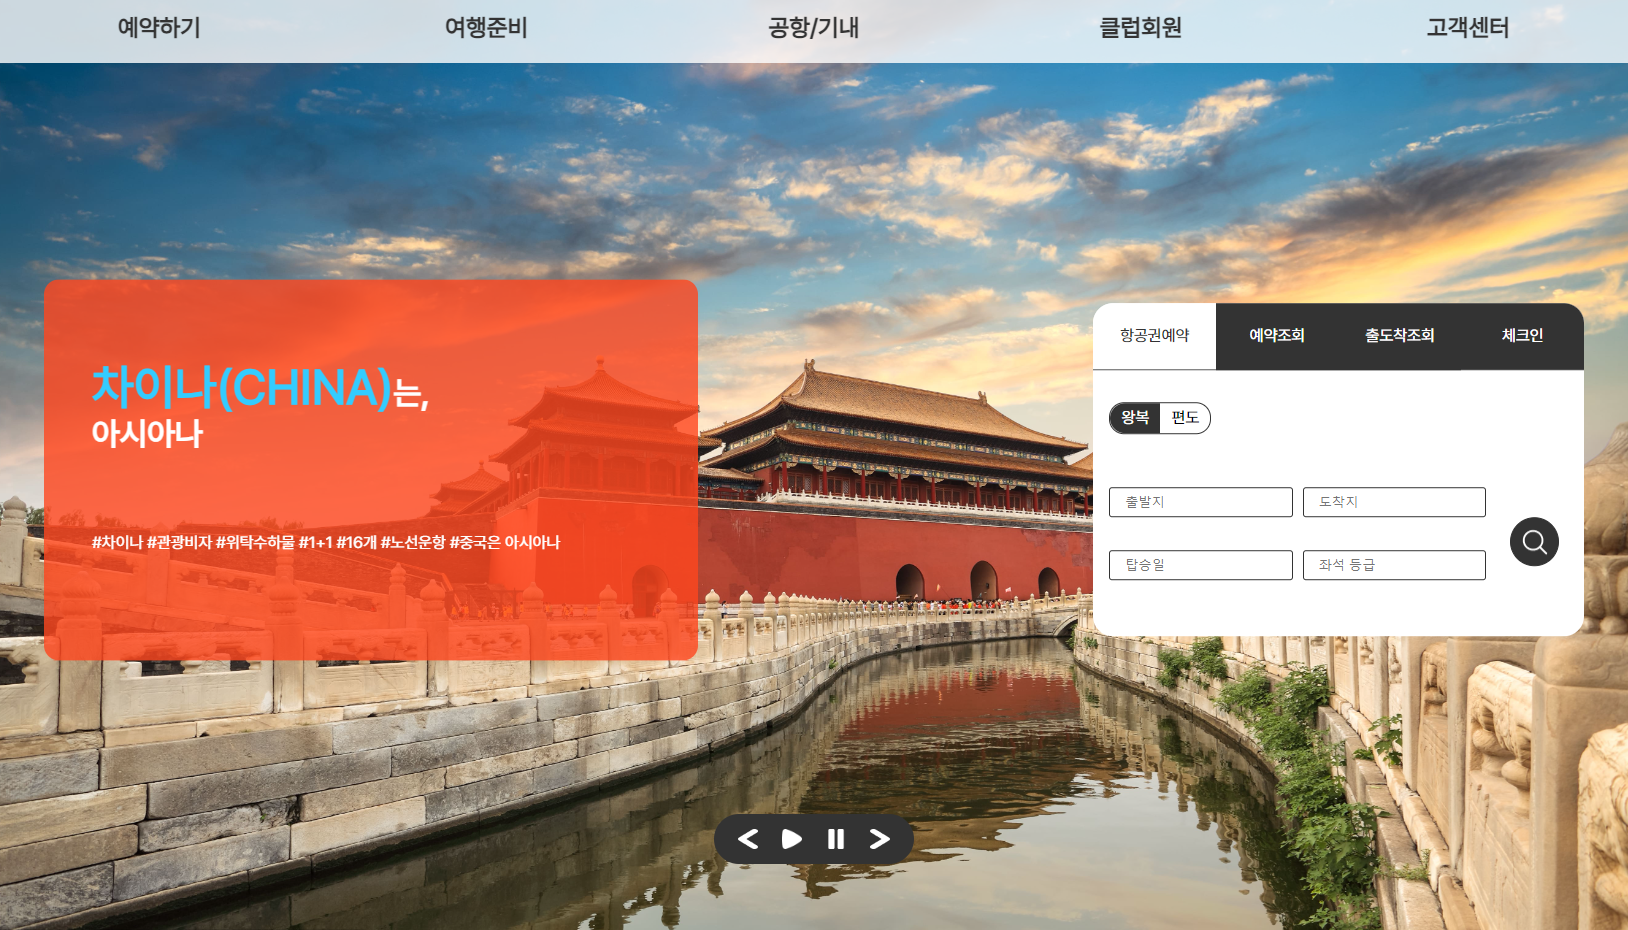 예약하기 여행준비 공항/기내 클럽회원 고객센터
차이나(CHINA)는,
아시아나
#차이나 #관광비자 #위탁수하물 #1+1 #16개 #노선운항 #중국은 아시아나
항공권예약 예약조회 출도착조회 체크인
왕복 편도
출발지 도착지
탑승일 좌석 등급